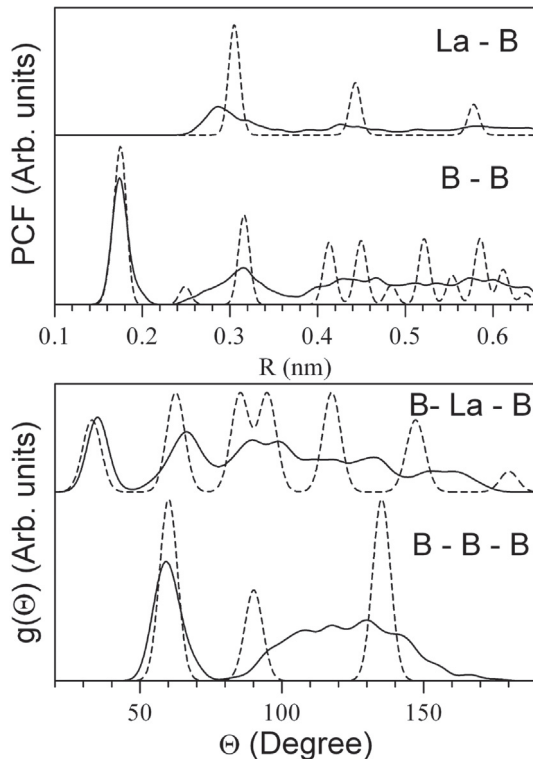 La - B
B - B
PCF (Arb. units)
0.1 0.2 0.3 0.4 0.5 0.6
R (nm)
B- La - B
B - B - B
g(Θ) (Arb. units)
50 100 150
Θ (Degree)